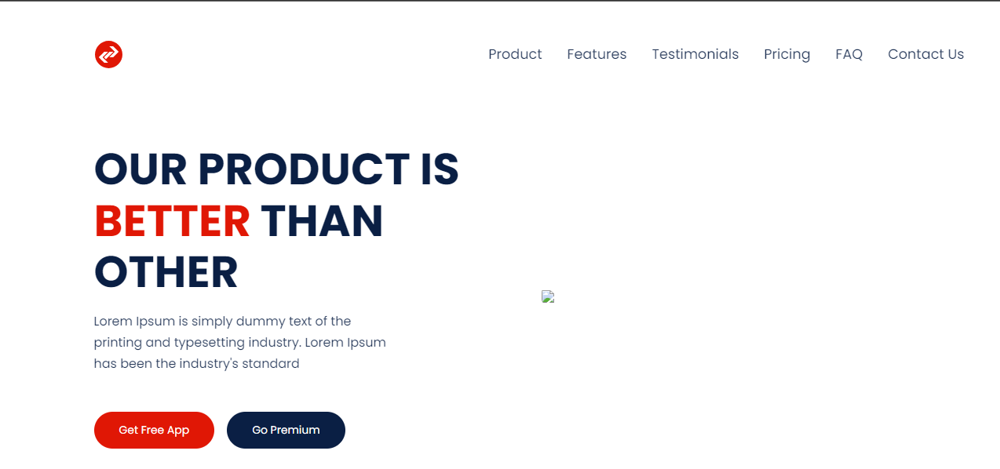 Product Features Testimonials Pricing FAQ Contact Us
OUR PRODUCT IS
BETTER THAN
OTHER
Lorem Ipsum is simply dummy text of the
printing and typesetting industry. Lorem Ipsum
has been the industry's standard
Get Free App Go Premium